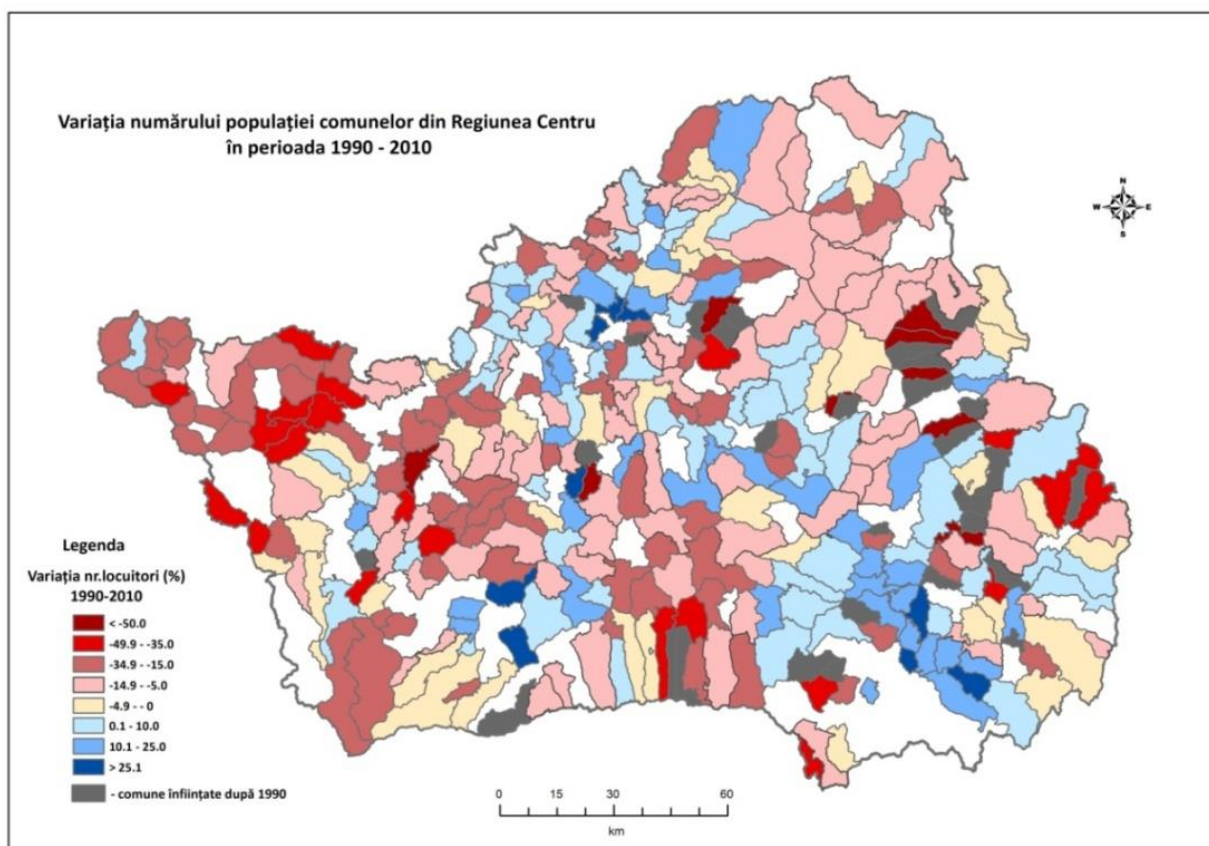 Variația numărului populației comunelor din Regiunea Centru
în perioada 1990 - 2010
N
W E
S
Legenda
Variația nr.locuitori (%)
1990-2010
< -50.0
-49.9 - -35.0
-34.9 - -15.0
-14.9 - -5.0
-4.9 - - 0
0.1 - 10.0
10.1 - 25.0
> 25.1
- comune înființate după 1990
0 15 30 60
km